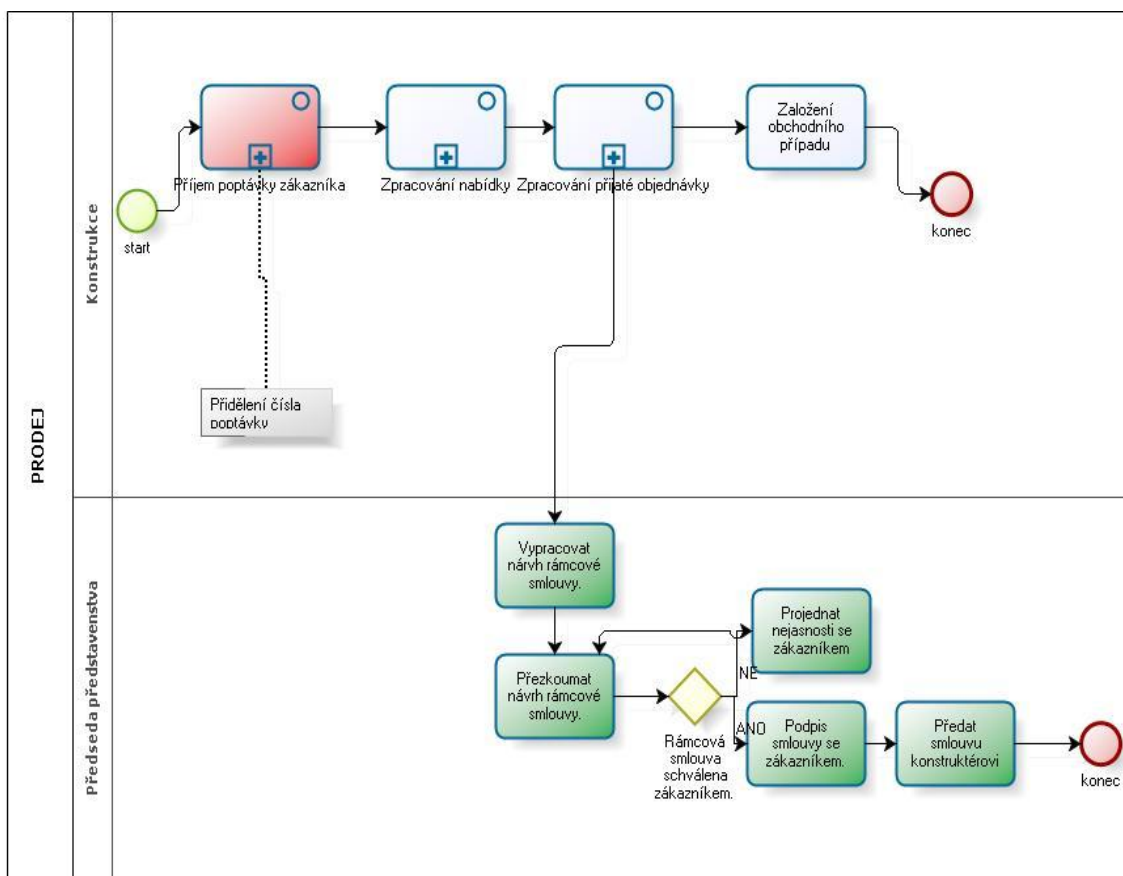 PRODEJ
Konstrukce
start
Příjem poptávky zákazníka
Zpracování nabídky
Zpracování přijaté objednávky
Založení
obchodního
případu
konec
Přidělení čísla
poptávky
Předseda představenstva
Vypracovat
nárvh rámcové
smlouvy.
Přezkoumat
návrh rámcové
smlouvy.
Rámcová
smlouva
schválena
zákazníkem.
NE
ANO
Projednat
nejasnosti se
zákazníkem
Podpis
smlouvy se
zákazníkem.
Předat
smlouvu
konstruktérovi
konec